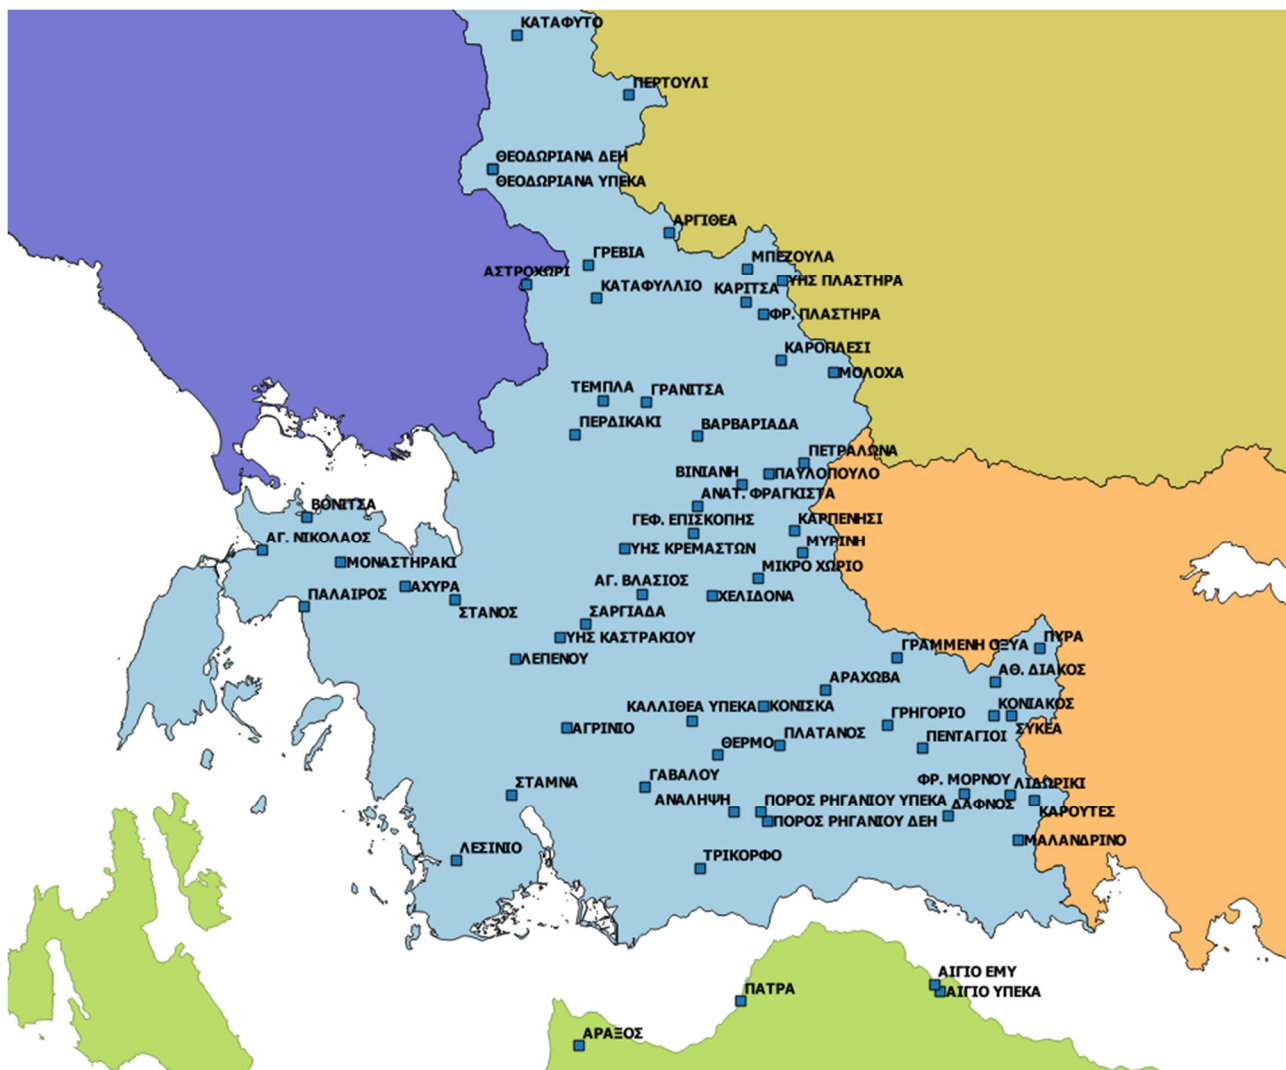 ΚΑΤΑΦΥΤΟ
ΠΕΡΤΟΥΛΙ
ΘΕΟΔΩΡΙΑΝΑ ΔΕΗ
ΘΕΟΔΩΡΙΑΝΑ ΥΠΕΚΑ
ΑΡΓΙΘΕΑ
ΓΡΕΒΙΑ
ΜΠΕΖΟΥΛΑ
ΑΣΤΡΟΧΩΡΙ
ΥΗΣ ΠΛΑΣΤΗΡΑ
ΚΑΤΑΦΥΛΛΙΟ
ΚΑΡΙΤΣΑ
ΦΡ. ΠΛΑΣΤΗΡΑ
ΚΑΡΟΠΛΕΣΙ
ΜΟΛΟΧΑ
ΤΕΜΠΛΑ
ΓΡΑΝΙΤΣΑ
ΠΕΡΔΙΚΑΚΙ
ΒΑΡΒΑΡΙΑΔΑ
ΠΕΤΡΑΛΩΝΑ
ΒΙΝΙΑΝΗ
ΠΑΥΛΟΠΟΥΛΟ
ΑΝΑΤ. ΦΡΑΓΚΙΣΤΑ
ΒΟΝΙΤΣΑ
ΓΕΦ. ΕΠΙΣΚΟΠΗΣ
ΚΑΡΠΕΝΗΣΙ
ΑΓ. ΝΙΚΟΛΑΟΣ
ΥΗΣ ΚΡΕΜΑΣΤΩΝ
ΜΥΡΙΝΗ
ΜΟΝΑΣΤΗΡΑΚΙ
ΜΙΚΡΟ ΧΩΡΙΟ
ΑΓ. ΒΛΑΣΙΟΣ
ΑΧΥΡΑ
ΠΑΛΑΙΡΟΣ
ΧΕΛΙΔΟΝΑ
ΣΤΑΝΟΣ
ΣΑΡΓΙΑΔΑ
ΥΗΣ ΚΑΣΤΡΑΚΙΟΥ
ΠΥΡΑ
ΓΡΑΜΜΕΝΗ ΟΞΥΑ
ΛΕΠΕΝΟΥ
ΑΘ. ΔΙΑΚΟΣ
ΑΡΑΧΩΒΑ
ΚΑΛΛΙΘΕΑ ΥΠΕΚΑ
ΚΟΝΙΣΚΑ
ΚΟΝΙΑΚΟΣ
ΓΡΗΓΟΡΙΟ
ΑΓΡΙΝΙΟ
ΣΥΚΕΑ
ΠΛΑΤΑΝΟΣ
ΠΕΝΤΑΓΙΟΙ
ΘΕΡΜΟ
ΓΑΒΑΛΟΥ
ΦΡ. ΜΟΡΝΟΥ
ΛΙΔΩΡΙΚΙ
ΣΤΑΜΝΑ
ΑΝΑΛΗΨΗ
ΠΟΡΟΣ ΡΗΓΑΝΙΟΥ ΥΠΕΚΑ
ΔΑΦΝΟΣ
ΚΑΡΟΥΤΕΣ
ΠΟΡΟΣ ΡΗΓΑΝΙΟΥ ΔΕΗ
ΜΑΛΑΝΔΡΙΝΟ
ΛΕΣΙΝΙΟ
ΤΡΙΚΟΡΦΟ
ΑΙΓΙΟ ΕΜΥ
ΠΑΤΡΑ
ΑΙΓΙΟ ΥΠΕΚΑ
ΑΡΑΞΟΣ